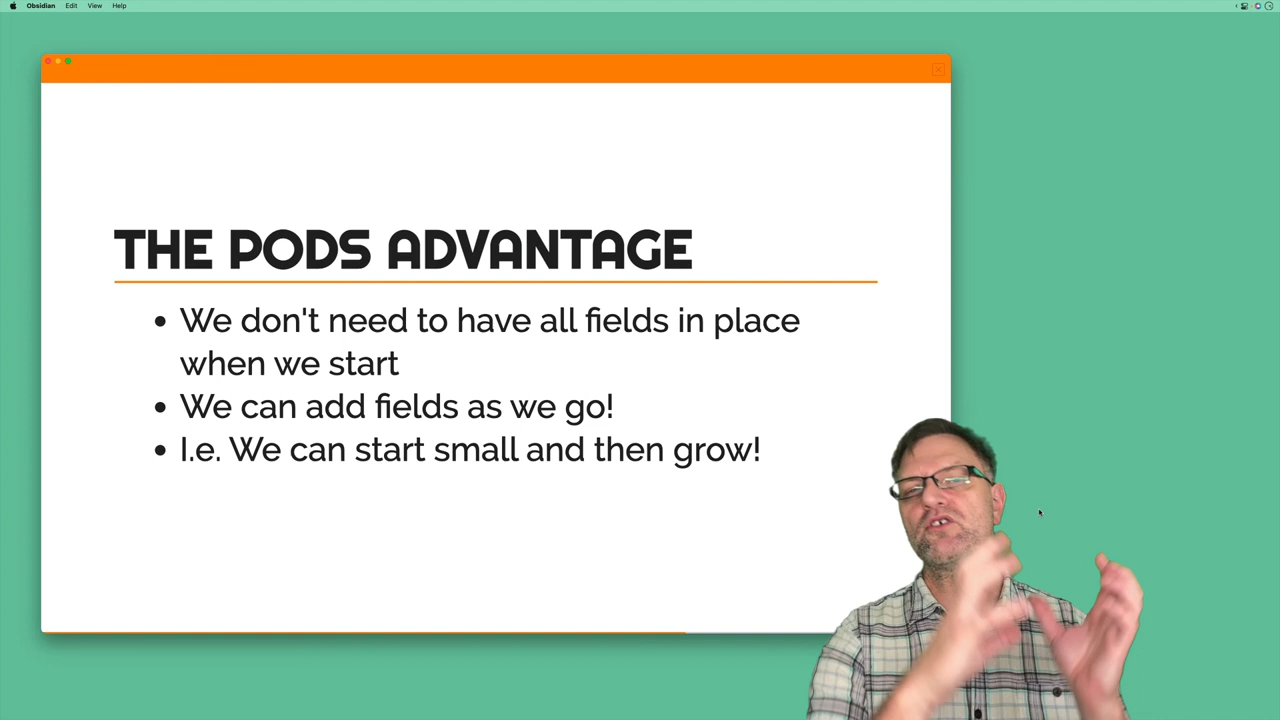 Obsidian Edit View Help
THE PODS ADVANTAGE
• We don't need to have all fields in place
when we start
• We can add fields as we go!
• I.e. We can start small and then grow!